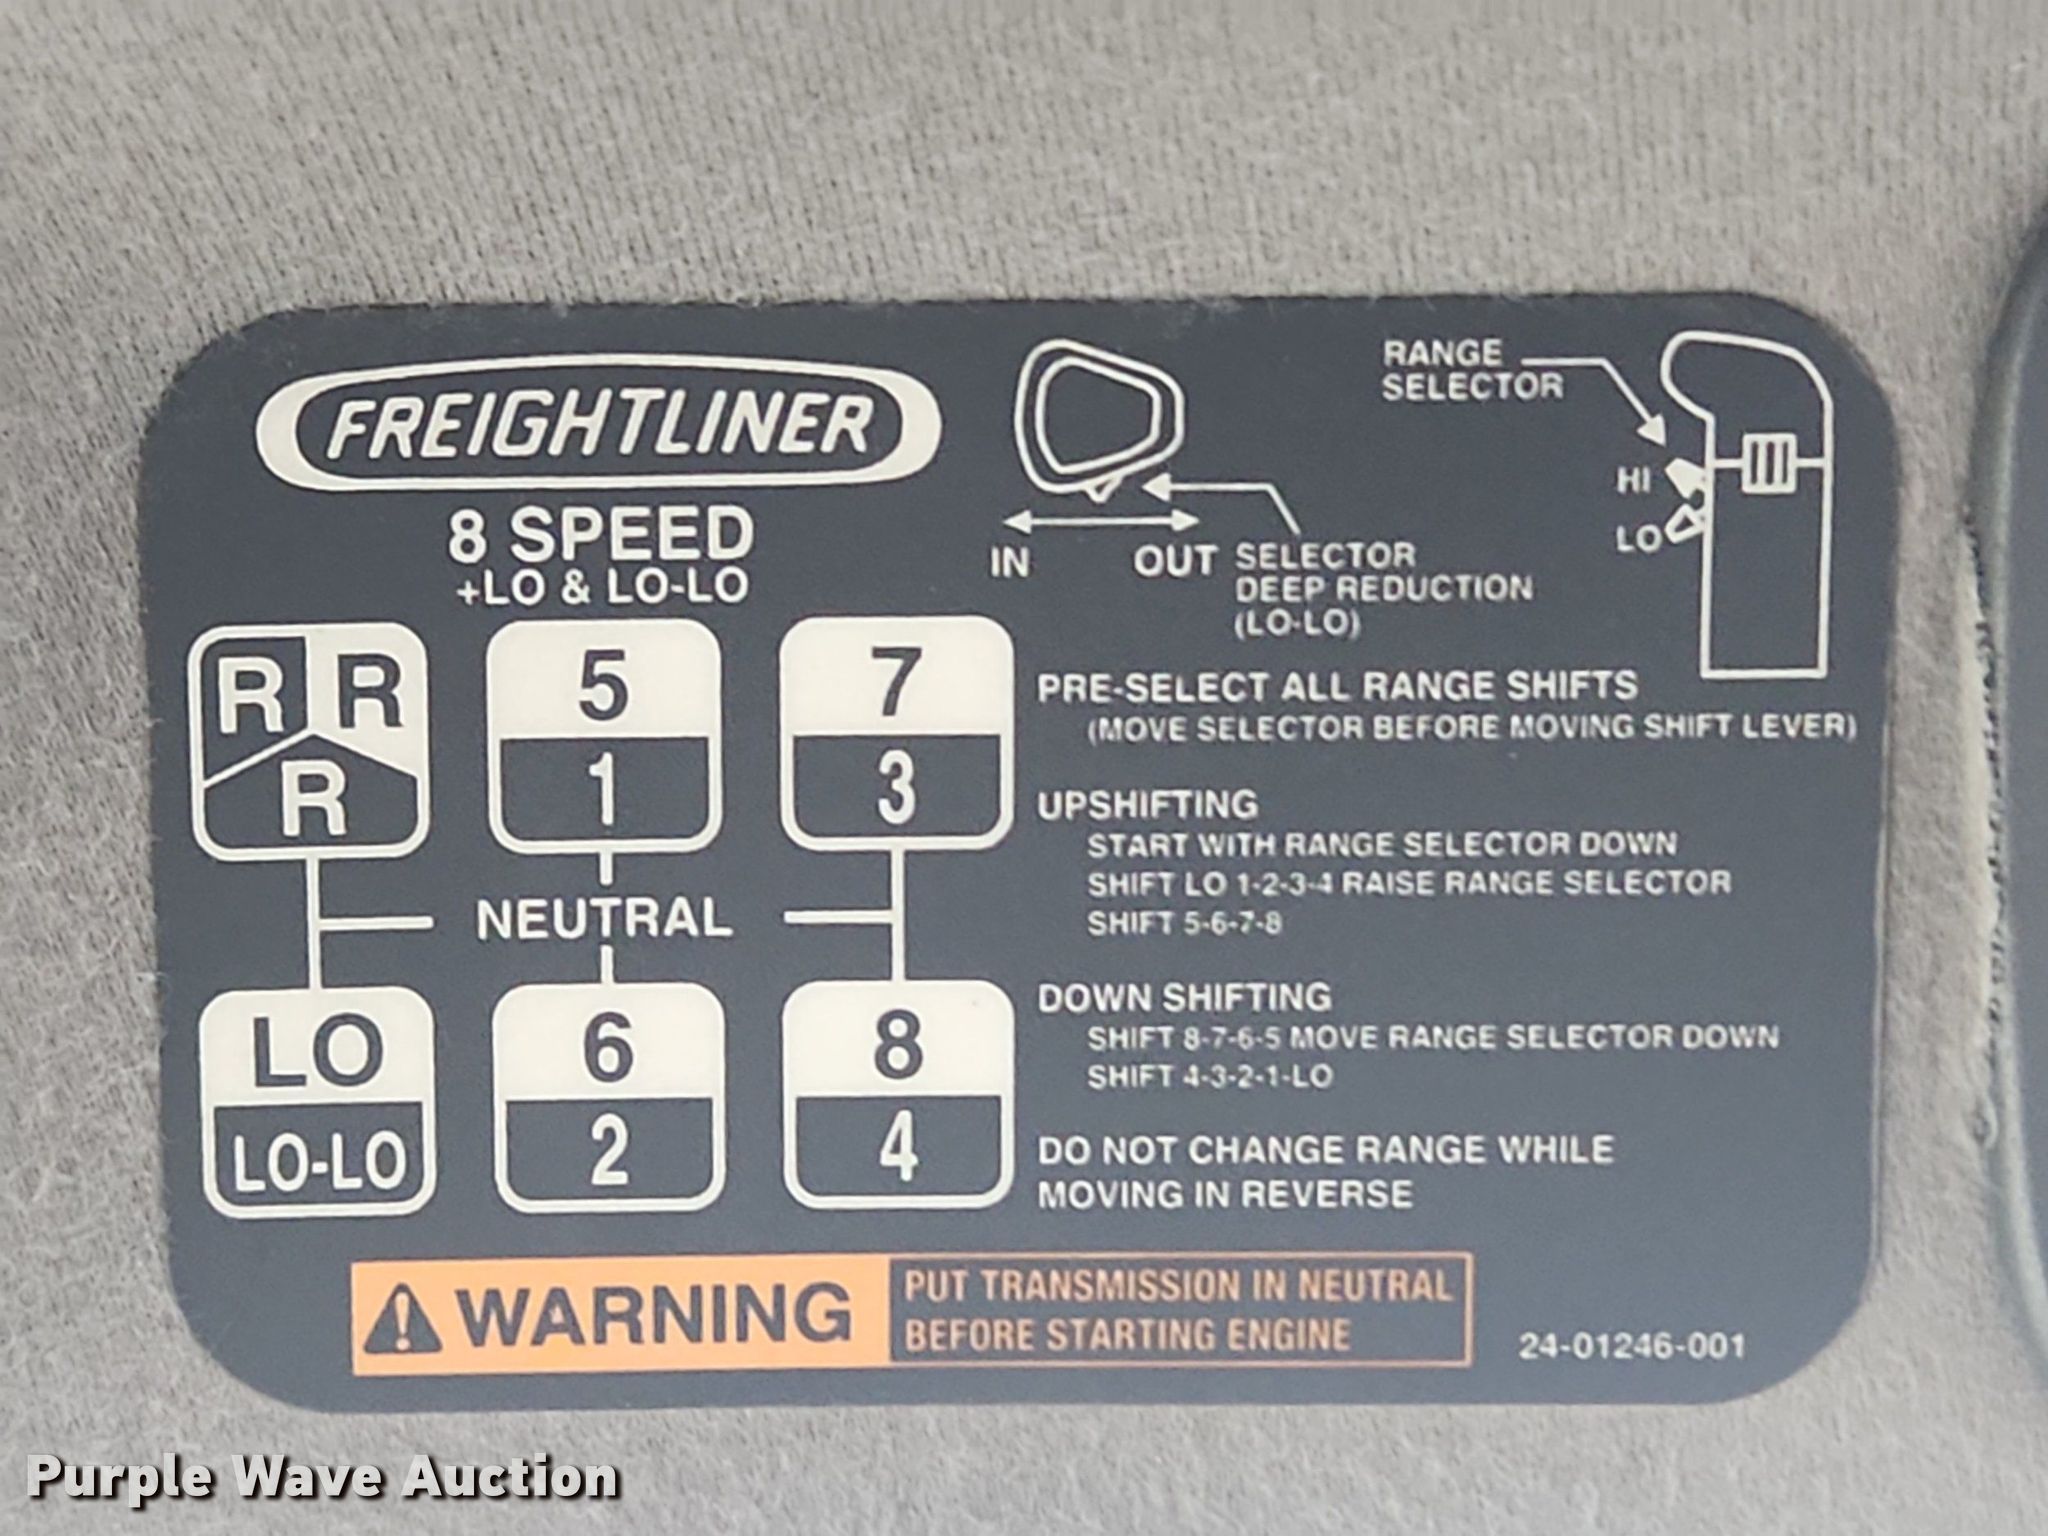 FREIGHTLINER
8 SPEED
+LO & LO-LO
IN
OUT
SELECTOR
DEEP REDUCTION
(LO-LO)
RANGE
SELECTOR
HI
LO
R R
R
5
1
7
3
NEUTRAL
LO
LO-LO
6
2
8
4
PRE-SELECT ALL RANGE SHIFTS
(MOVE SELECTOR BEFORE MOVING SHIFT LEVER)
UPSHIFTING
START WITH RANGE SELECTOR DOWN
SHIFT LO 1-2-3-4 RAISE RANGE SELECTOR
SHIFT 5-6-7-8
DOWN SHIFTING
SHIFT 8-7-6-5 MOVE RANGE SELECTOR DOWN
SHIFT 4-3-2-1-LO
DO NOT CHANGE RANGE WHILE
MOVING IN REVERSE
WARNING
PUT TRANSMISSION IN NEUTRAL
BEFORE STARTING ENGINE
24-01246-001
Purple Wave Auction